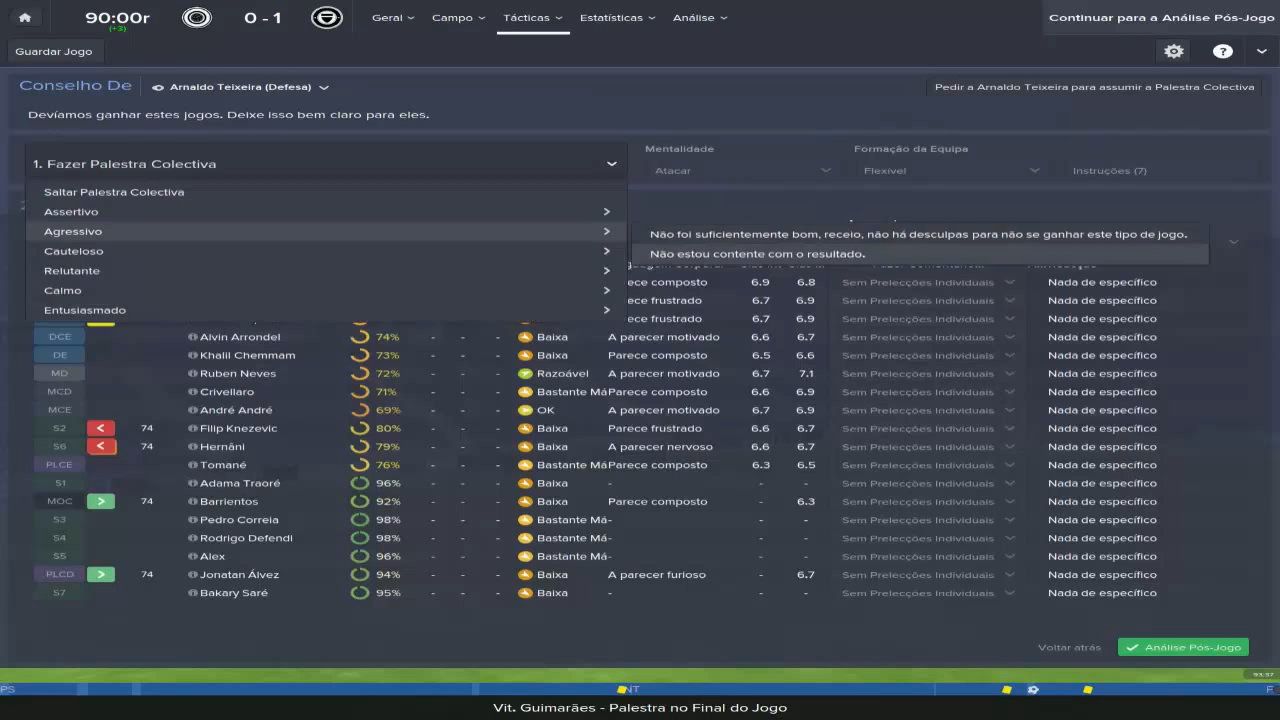 90:00r
(+3)
0 - 1
Geral
Campo
Tácticas
Estatísticas
Análise
Continuar para a Análise Pós-Jogo
Guardar Jogo
?
Conselho De
Arnaldo Teixeira (Defesa)
Pedir a Arnaldo Teixeira para assumir a Palestra Colectiva
Devíamos ganhar estes jogos. Deixe isso bem claro para eles.
1. Fazer Palestra Colectiva
Mentalidade
Formação da Equipa
Atacar
Flexível
Instruções (7)
Saltar Palestra Colectiva
Assertivo
Agressivo
Cauteloso
Relutante
Calmo
Entusiasmado
Não foi suficientemente bom, receio, não há desculpas para não se ganhar este tipo de jogo.
Não estou contente com o resultado.
ece composto 6.9 6.8 Sem Prelecções Individuais Nada de específico
ece frustrado 6.7 6.9 Sem Prelecções Individuais Nada de específico
ece frustrado 6.7 6.9 Sem Prelecções Individuais Nada de específico
DCE Alvin Arrondel 74% - - - Baixa A parecer motivado 6.6 6.7 Sem Prelecções Individuais Nada de específico
DE Khalil Chemmam 73% - - - Baixa Parece composto 6.5 6.6 Sem Prelecções Individuais Nada de específico
MD Ruben Neves 72% - - - Razoável A parecer motivado 6.7 7.1 Sem Prelecções Individuais Nada de específico
MCD Crivellaro 71% - - - Bastante Má Parece composto 6.6 6.9 Sem Prelecções Individuais Nada de específico
MCE André André 69% - - - OK A parecer motivado 6.7 6.9 Sem Prelecções Individuais Nada de específico
S2 < 74 Filip Knezevic 80% - - - Baixa Parece frustrado 6.6 6.7 Sem Prelecções Individuais Nada de específico
S6 < 74 Hernâni 79% - - - Baixa A parecer nervoso 6.6 6.7 Sem Prelecções Individuais Nada de específico
PLCE Tomané 76% - - - Bastante Má Parece composto 6.3 6.5 Sem Prelecções Individuais Nada de específico
S1 Adama Traoré 96% - - - Baixa - - - Sem Prelecções Individuais Nada de específico
MOC > 74 Barrientos 92% - - - Baixa Parece composto - 6.3 Sem Prelecções Individuais Nada de específico
S3 Pedro Correia 98% - - - Bastante Má - - - Sem Prelecções Individuais Nada de específico
S4 Rodrigo Defendi 98% - - - Bastante Má - - - Sem Prelecções Individuais Nada de específico
S5 Alex 96% - - - Bastante Má - - - Sem Prelecções Individuais Nada de específico
PLCD > 74 Jonatan Álvez 94% - - - Baixa A parecer furioso - 6.7 Sem Prelecções Individuais Nada de específico
S7 Bakary Saré 95% - - - Baixa - - - Sem Prelecções Individuais Nada de específico
Voltar atrás
Análise Pós-Jogo
93:37
PS
NT
F
Vit. Guimarães - Palestra no Final do Jogo